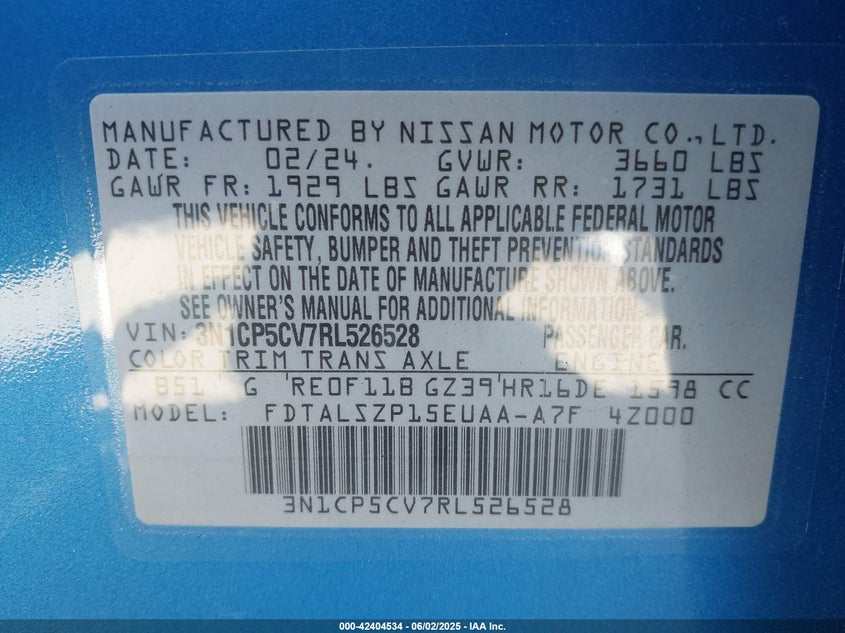 MANUFACTURED BY NISSAN MOTOR CO., LTD.
DATE: 02/24. GVWR: 3660 LBS
GAWR FR: 1929 LBS GAWR RR: 1731 LBS
THIS VEHICLE CONFORMS TO ALL APPLICABLE FEDERAL MOTOR
VEHICLE SAFETY, BUMPER AND THEFT PREVENTION STANDARDS
IN EFFECT ON THE DATE OF MANUFACTURE SHOWN ABOVE.
SEE OWNER'S MANUAL FOR ADDITIONAL INFORMATION.
VIN: 3N1CP5CV7RL526528 PASSENGER CAR.
COLOR TRIM TRANS AXLE ENGINE
B51 G RE0F11B GZ39 HR16DE 1598 CC
MODEL: FDTALSZP15EUAA-A7F 4Z000
3N1CP5CV7RL526528
000-42404534 - 06/02/2025 - IAA Inc.